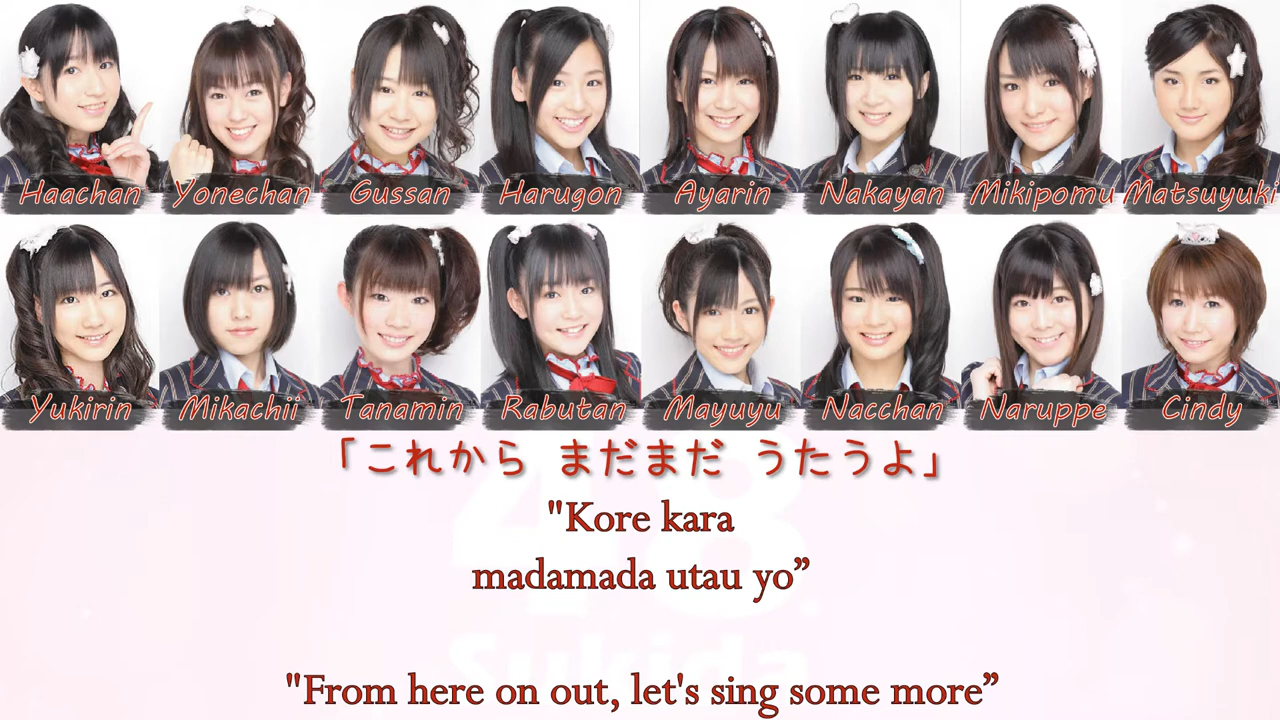 Haachan Yonechan Gussan Harugon Ayarin Nakayan Mikipomu Matsuyuki
Yukirin Mikachii Tanamin Rabutan Mayuyu Nacchan Naruppe Cindy
「これから まだまだ うたうよ」
48
"Kore kara
madamada utau yo”
Sukida
"From here on out, let's sing some more”